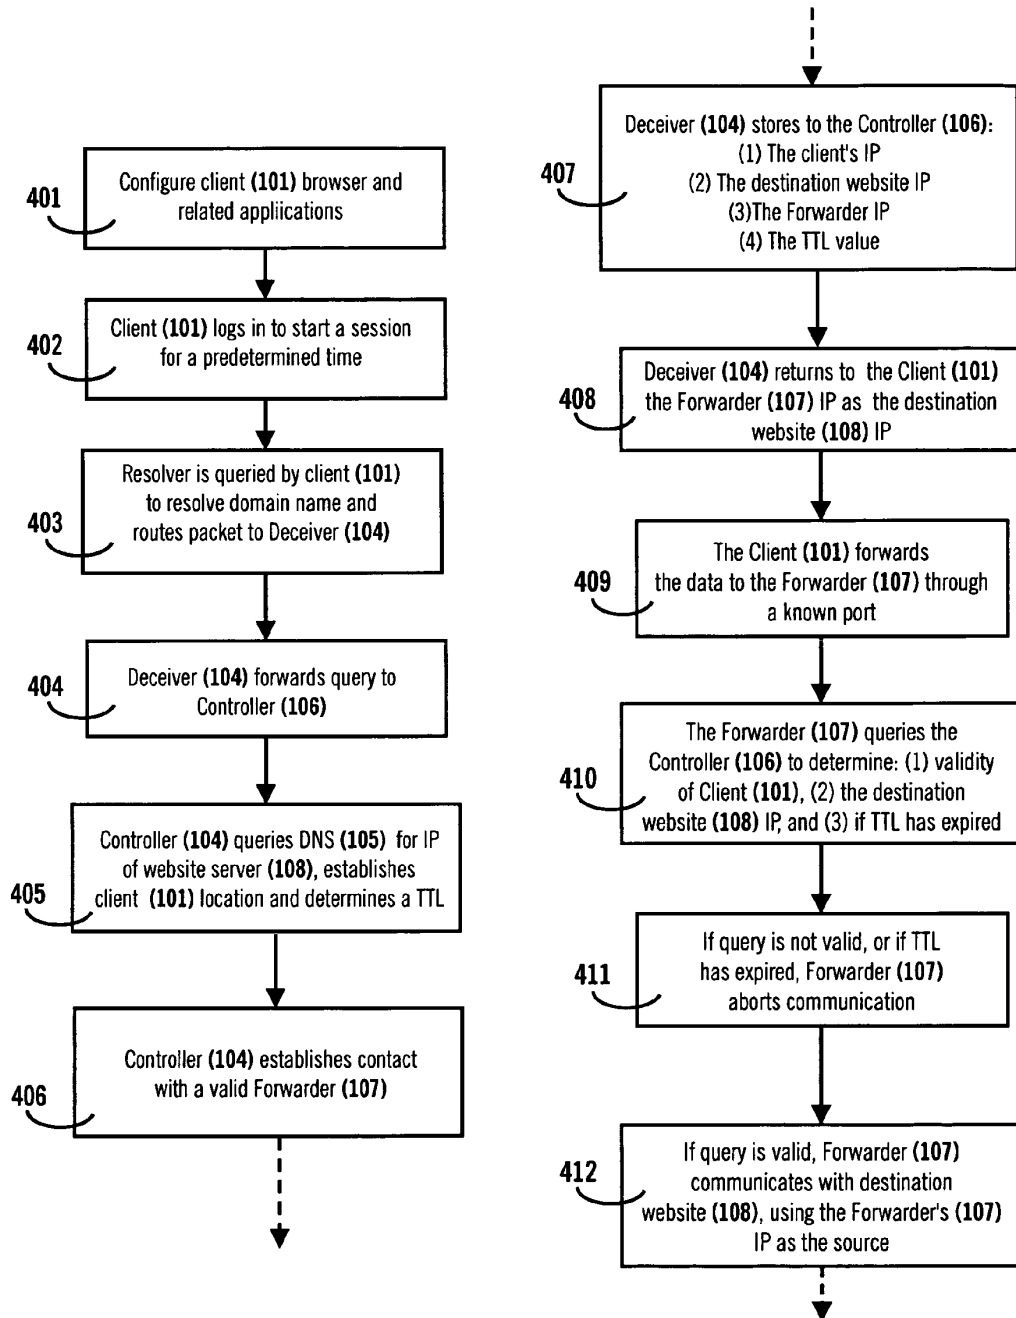 401
Configure client (101) browser and
related appliications
402
Client (101) logs in to start a session
for a predetermined time
403
Resolver is queried by client (101)
to resolve domain name and
routes packet to Deceiver (104)
404
Deceiver (104) forwards query to
Controller (106)
405
Controller (104) queries DNS (105) for IP
of website server (108), establishes
client (101) location and determines a TTL
406
Controller (104) establishes contact
with a valid Forwarder (107)
407
Deceiver (104) stores to the Controller (106):
(1) The client's IP
(2) The destination website IP
(3)The Forwarder IP
(4) The TTL value
408
Deceiver (104) returns to the Client (101)
the Forwarder (107) IP as the destination
website (108) IP
409
The Client (101) forwards
the data to the Forwarder (107) through
a known port
410
The Forwarder (107) queries the
Controller (106) to determine: (1) validity
of Client (101), (2) the destination
website (108) IP, and (3) if TTL has expired
411
If query is not valid, or if TTL
has expired, Forwarder (107)
aborts communication
412
If query is valid, Forwarder (107)
communicates with destination
website (108), using the Forwarder's (107)
IP as the source